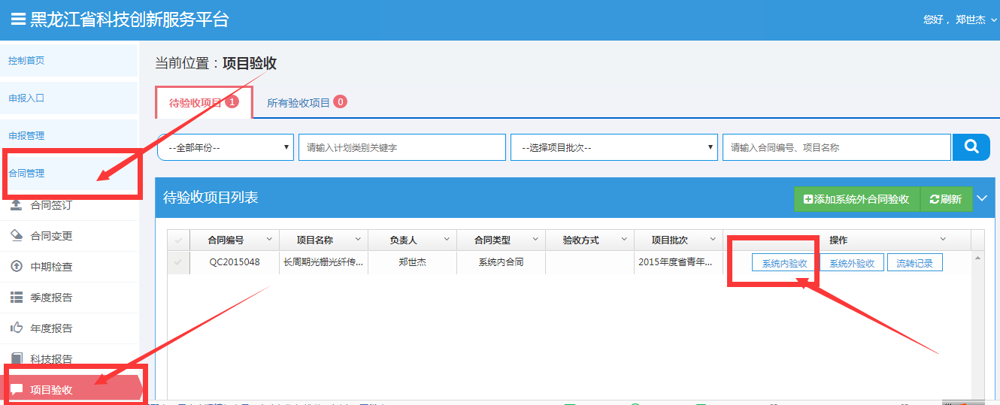 黑龙江省科技创新服务平台
您好， 郑世杰
控制首页
申报入口
申报管理
合同管理
合同签订
合同变更
中期检查
季度报告
年度报告
科技报告
项目验收
当前位置：项目验收
待验收项目 1 所有验收项目 0
--全部年份-- 请输入计划类别关键字 --选择项目批次-- 请输入合同编号、项目名称
待验收项目列表 添加系统外合同验收 刷新
合同编号 项目名称 负责人 合同类型 验收方式 项目批次 操作
QC2015048 长周期光栅光纤传... 郑世杰 系统内合同 2015年度省青年... 系统内验收 系统外验收 流转记录